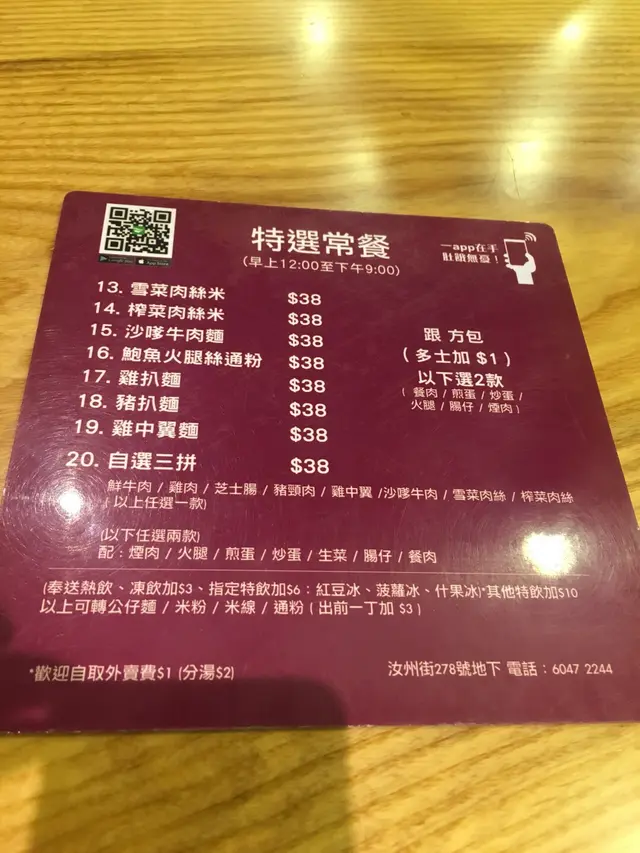 特選常餐
(早上12:00至下午9:00)
一app在手
肚餓無憂！
13. 雪菜肉絲米 $38
14. 榨菜肉絲米 $38
15. 沙嗲牛肉麵 $38
16. 鮑魚火腿絲通粉 $38
17. 雞扒麵 $38
18. 豬扒麵 $38
19. 雞中翼麵 $38
20. 自選三拼 $38
跟 方包
(多士加 $1)
以下選2款
(餐肉 / 煎蛋 / 炒蛋 /
火腿 / 腸仔 / 煙肉)
鮮牛肉 / 雞肉 / 芝士腸 / 豬頸肉 / 雞中翼 /沙嗲牛肉 / 雪菜肉絲 / 榨菜肉絲
(以上任選一款)
(以下任選兩款)
配：煙肉 / 火腿 / 煎蛋 / 炒蛋 / 生菜 / 腸仔 / 餐肉
(奉送熱飲、凍飲加$3、指定特飲加$6：紅豆冰、菠蘿冰、什果冰)*其他特飲加$10
以上可轉公仔麵 / 米粉 / 米線 / 通粉 (出前一丁加 $3)
*歡迎自取外賣費$1 (分湯$2)
汝州街278號地下 電話：6047 2244